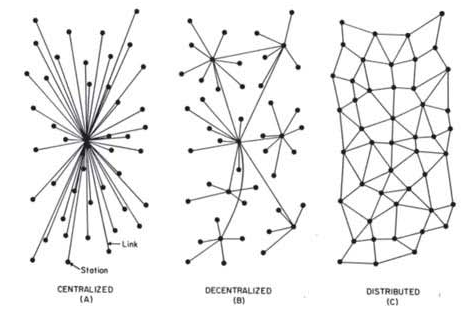 Link
Station
CENTRALIZED
(A)
DECENTRALIZED
(B)
DISTRIBUTED
(C)